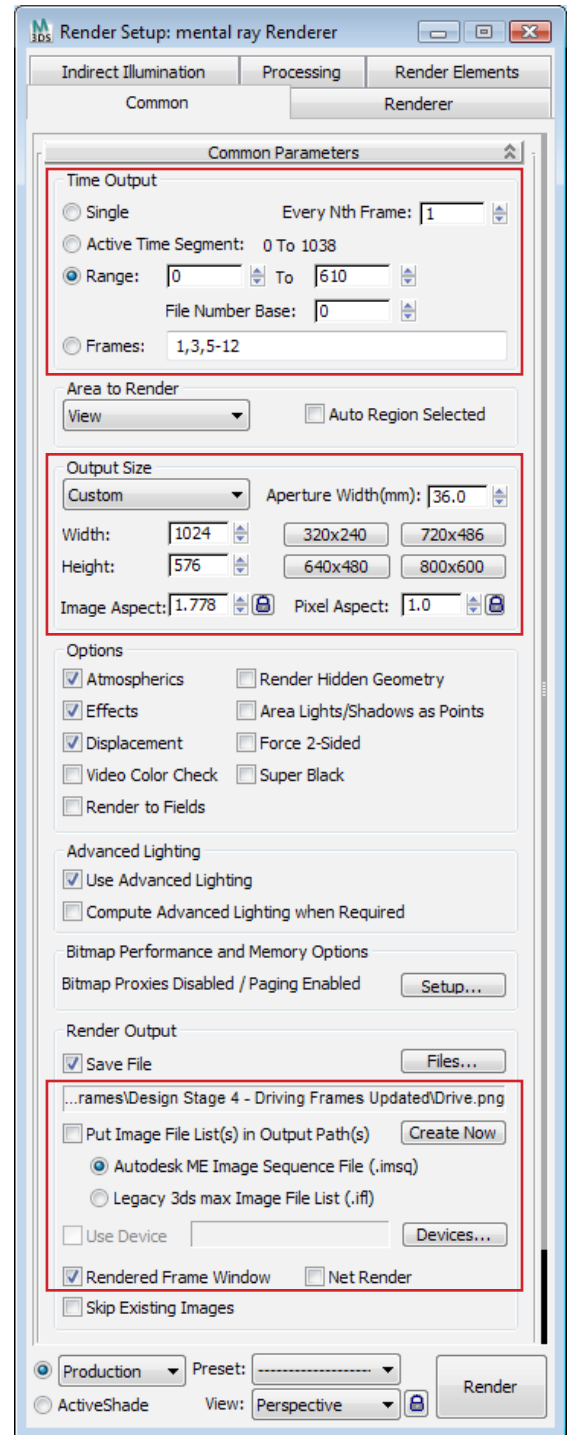 M
3DS Render Setup: mental ray Renderer
Indirect Illumination Processing Render Elements
Common Renderer
Common Parameters
Time Output
Single Every Nth Frame: 1
Active Time Segment: 0 To 1038
Range: 0 To 610
File Number Base: 0
Frames: 1,3,5-12
Area to Render
View Auto Region Selected
Output Size
Custom Aperture Width(mm): 36.0
Width: 1024 320x240 720x486
Height: 576 640x480 800x600
Image Aspect: 1.778 Pixel Aspect: 1.0
Options
Atmospherics Render Hidden Geometry
Effects Area Lights/Shadows as Points
Displacement Force 2-Sided
Video Color Check Super Black
Render to Fields
Advanced Lighting
Use Advanced Lighting
Compute Advanced Lighting when Required
Bitmap Performance and Memory Options
Bitmap Proxies Disabled / Paging Enabled Setup...
Render Output
Save File Files...
...rames\Design Stage 4 - Driving Frames Updated\Drive.png
Put Image File List(s) in Output Path(s) Create Now
Autodesk ME Image Sequence File (.imsq)
Legacy 3ds max Image File List (.ifl)
Use Device Devices...
Rendered Frame Window Net Render
Skip Existing Images
Production Preset: -------------------
ActiveShade View: Perspective Render